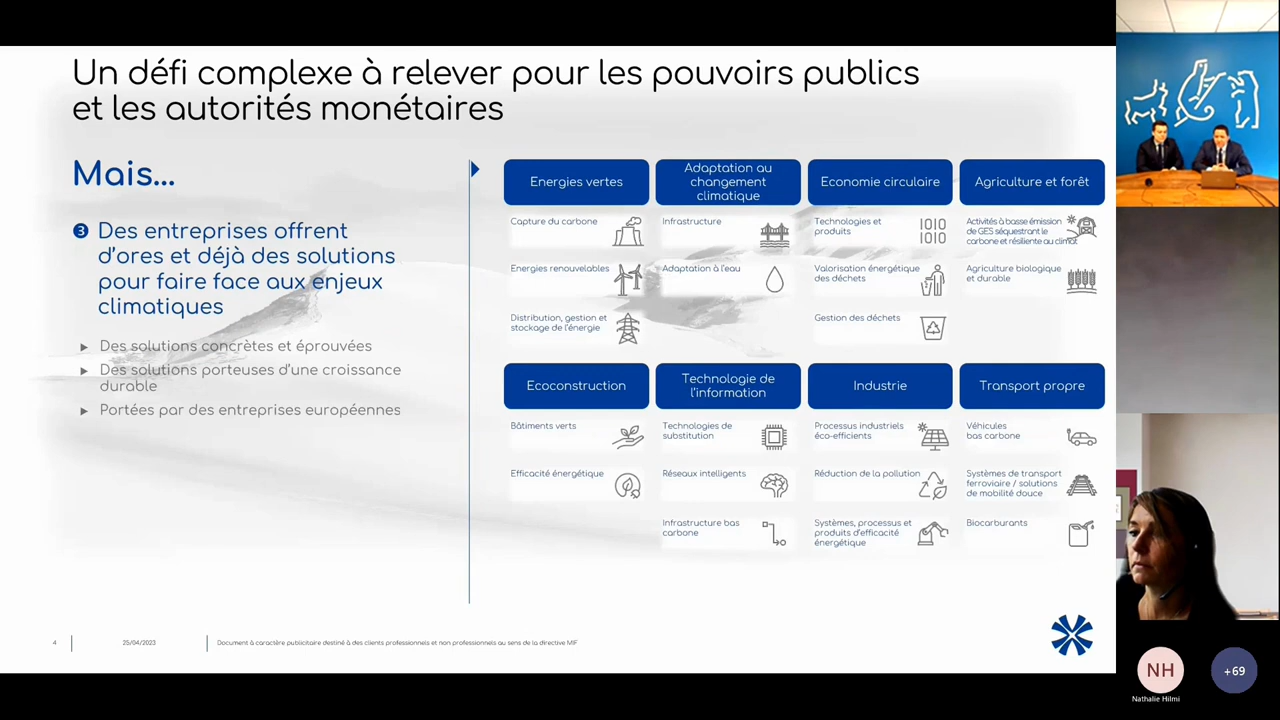 Un défi complexe à relever pour les pouvoirs publics
et les autorités monétaires
Mais...
3 Des entreprises offrent
d'ores et déjà des solutions
pour faire face aux enjeux
climatiques
Des solutions concrètes et éprouvées
Des solutions porteuses d'une croissance
durable
Portées par des entreprises européennes
Energies vertes
Capture du carbone
Energies renouvelables
Distribution, gestion et
stockage de l'énergie
Adaptation au
changement
climatique
Infrastructure
Adaptation à l'eau
Economie circulaire
Technologies et
produits
1010
1010
Valorisation énergétique
des déchets
Gestion des déchets
Agriculture et forêt
Activités à basse émission
de GES séquestrant le
carbone et résiliente au climat
Agriculture biologique
et durable
Ecoconstruction
Bâtiments verts
Efficacité énergétique
Technologie de
l'information
Technologies de
substitution
Réseaux intelligents
Infrastructure bas
carbone
Industrie
Processus industriels
éco-efficients
Réduction de la pollution
Systèmes, processus et
produits d'efficacité
énergétique
Transport propre
Véhicules
bas carbone
Systèmes de transport
ferroviaire / solutions
de mobilité douce
Biocarburants
4
25/04/2023
Document à caractère publicitaire destiné à des clients professionnels et non professionnels au sens de la directive MIF
NH
Nathalie Hilmi
+69